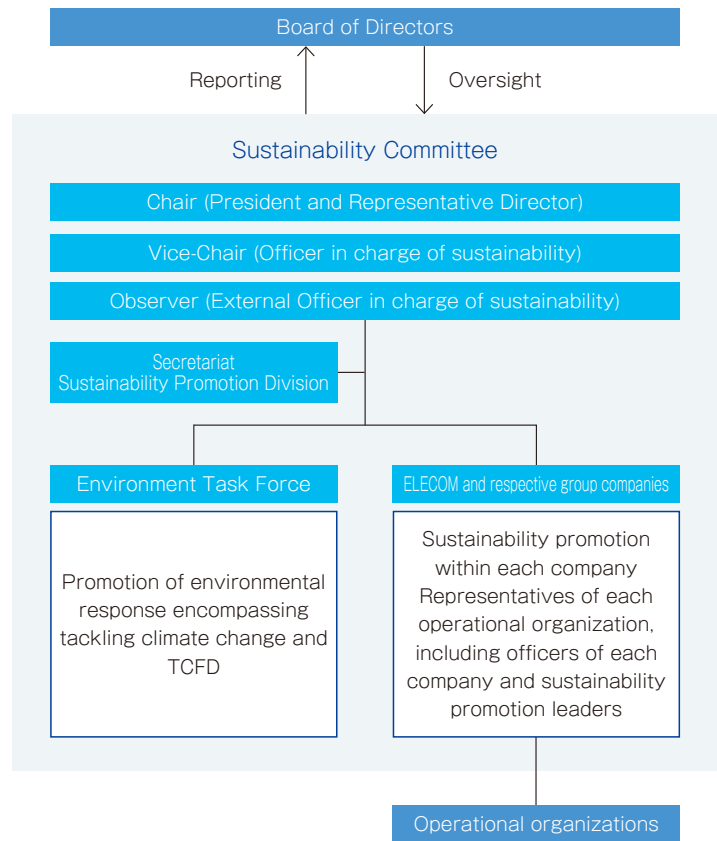 Board of Directors
Reporting
Oversight
Sustainability Committee
Chair (President and Representative Director)
Vice-Chair (Officer in charge of sustainability)
Observer (External Officer in charge of sustainability)
Secretariat
Sustainability Promotion Division
Environment Task Force
Promotion of environmental
response encompassing
tackling climate change and
TCFD
ELECOM and respective group companies
Sustainability promotion
within each company
Representatives of each
operational organization,
including officers of each
company and sustainability
promotion leaders
Operational organizations